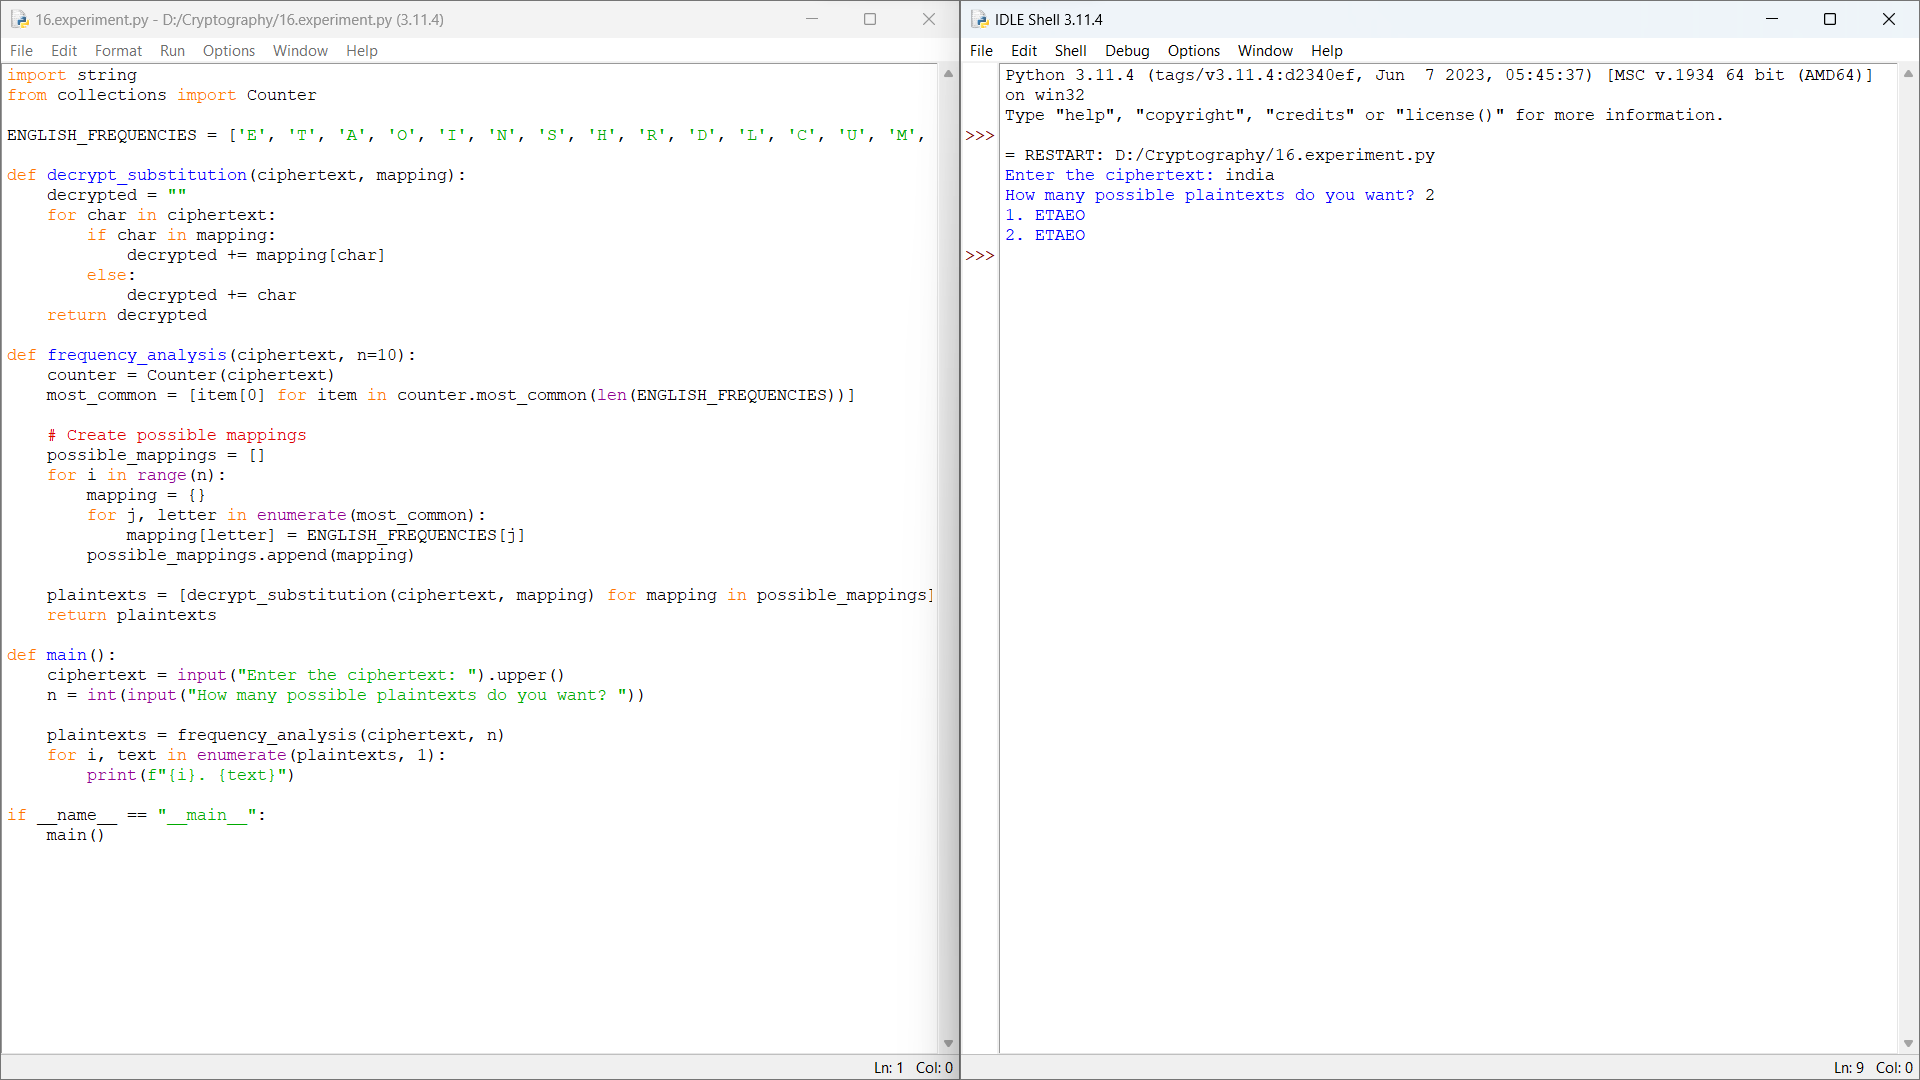 16.experiment.py - D:/Cryptography/16.experiment.py (3.11.4)
File Edit Format Run Options Window Help
import string
from collections import Counter
ENGLISH_FREQUENCIES = ['E', 'T', 'A', 'O', 'I', 'N', 'S', 'H', 'R', 'D', 'L', 'C', 'U', 'M',
def decrypt_substitution(ciphertext, mapping):
    decrypted = ""
    for char in ciphertext:
        if char in mapping:
            decrypted += mapping[char]
        else:
            decrypted += char
    return decrypted
def frequency_analysis(ciphertext, n=10):
    counter = Counter(ciphertext)
    most_common = [item[0] for item in counter.most_common(len(ENGLISH_FREQUENCIES))]
    # Create possible mappings
    possible_mappings = []
    for i in range(n):
        mapping = {}
        for j, letter in enumerate(most_common):
            mapping[letter] = ENGLISH_FREQUENCIES[j]
        possible_mappings.append(mapping)
    plaintexts = [decrypt_substitution(ciphertext, mapping) for mapping in possible_mappings]
    return plaintexts
def main():
    ciphertext = input("Enter the ciphertext: ").upper()
    n = int(input("How many possible plaintexts do you want? "))
    plaintexts = frequency_analysis(ciphertext, n)
    for i, text in enumerate(plaintexts, 1):
        print(f"{i}. {text}")
if __name__ == "__main__":
    main()
Ln: 1 Col: 0
IDLE Shell 3.11.4
File Edit Shell Debug Options Window Help
Python 3.11.4 (tags/v3.11.4:d2340ef, Jun  7 2023, 05:45:37) [MSC v.1934 64 bit (AMD64)]
on win32
Type "help", "copyright", "credits" or "license()" for more information.
>>>
= RESTART: D:/Cryptography/16.experiment.py
Enter the ciphertext: india
How many possible plaintexts do you want? 2
1. ETAEO
2. ETAEO
>>>
Ln: 9 Col: 0